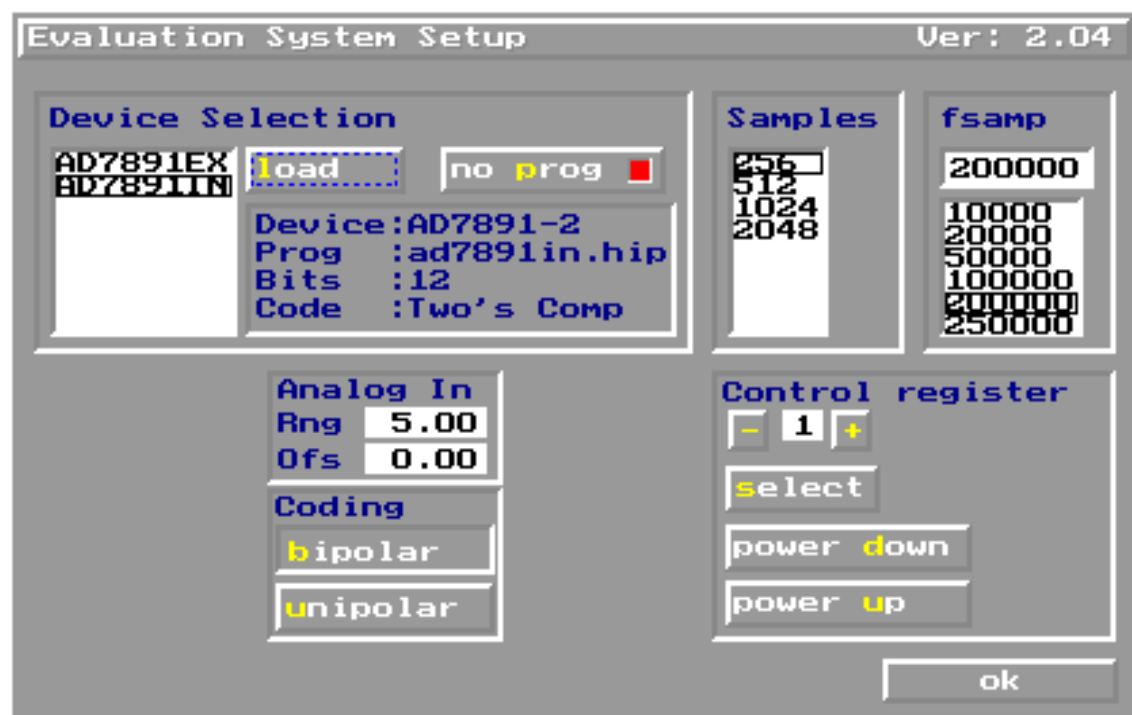 Evaluation System Setup Ver: 2.04
Device Selection
AD7891EX
AD7891IN
load
no prog
Device:AD7891-2
Prog :ad7891in.hip
Bits :12
Code :Two's Comp
Samples
256
512
1024
2048
fsamp
200000
10000
20000
50000
100000
200000
250000
Analog In
Rng 5.00
Ofs 0.00
Coding
bipolar
unipolar
Control register
- 1 +
select
power down
power up
ok